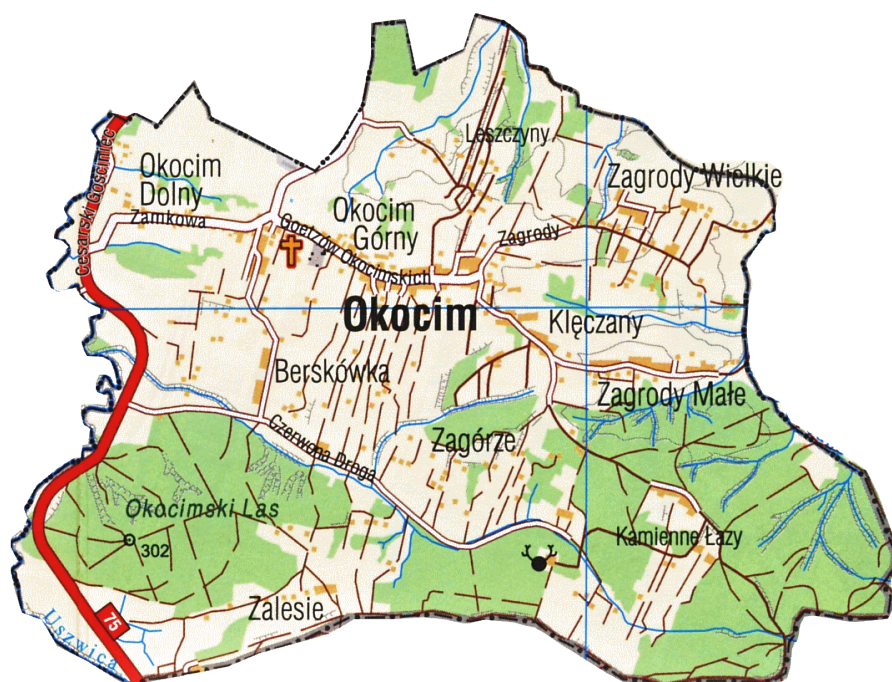 Leszczyny
Cesarski Gościniec
Okocim
Dolny
Zagrody Wielkie
Zamkowa
Okocim
Górny
Goetzów Okocimskich
Zagrody
Okocim
Klęczany
Berskówka
Zagrody Małe
Czerwona Droga
Zagórze
Okocimski Las
302
Kamienne Łazy
Zalesie
75
Uszwica